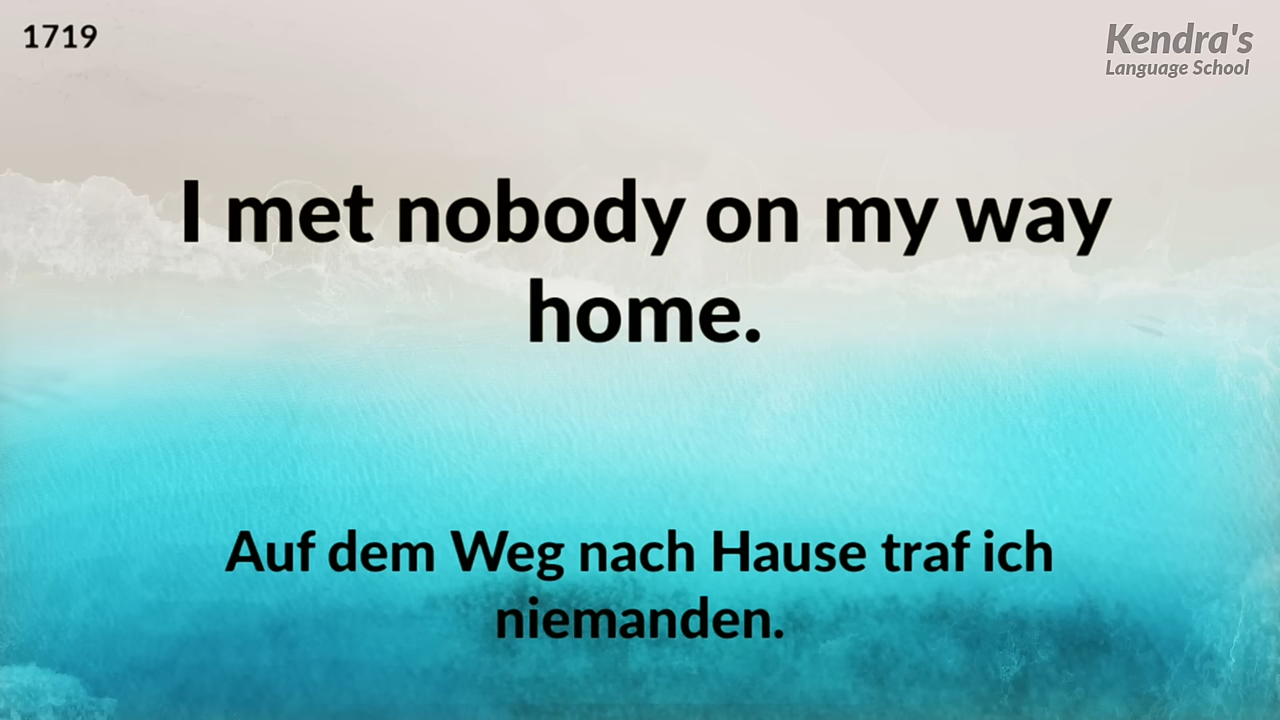 1719
Kendra's
Language School
I met nobody on my way
home.
Auf dem Weg nach Hause traf ich
niemanden.